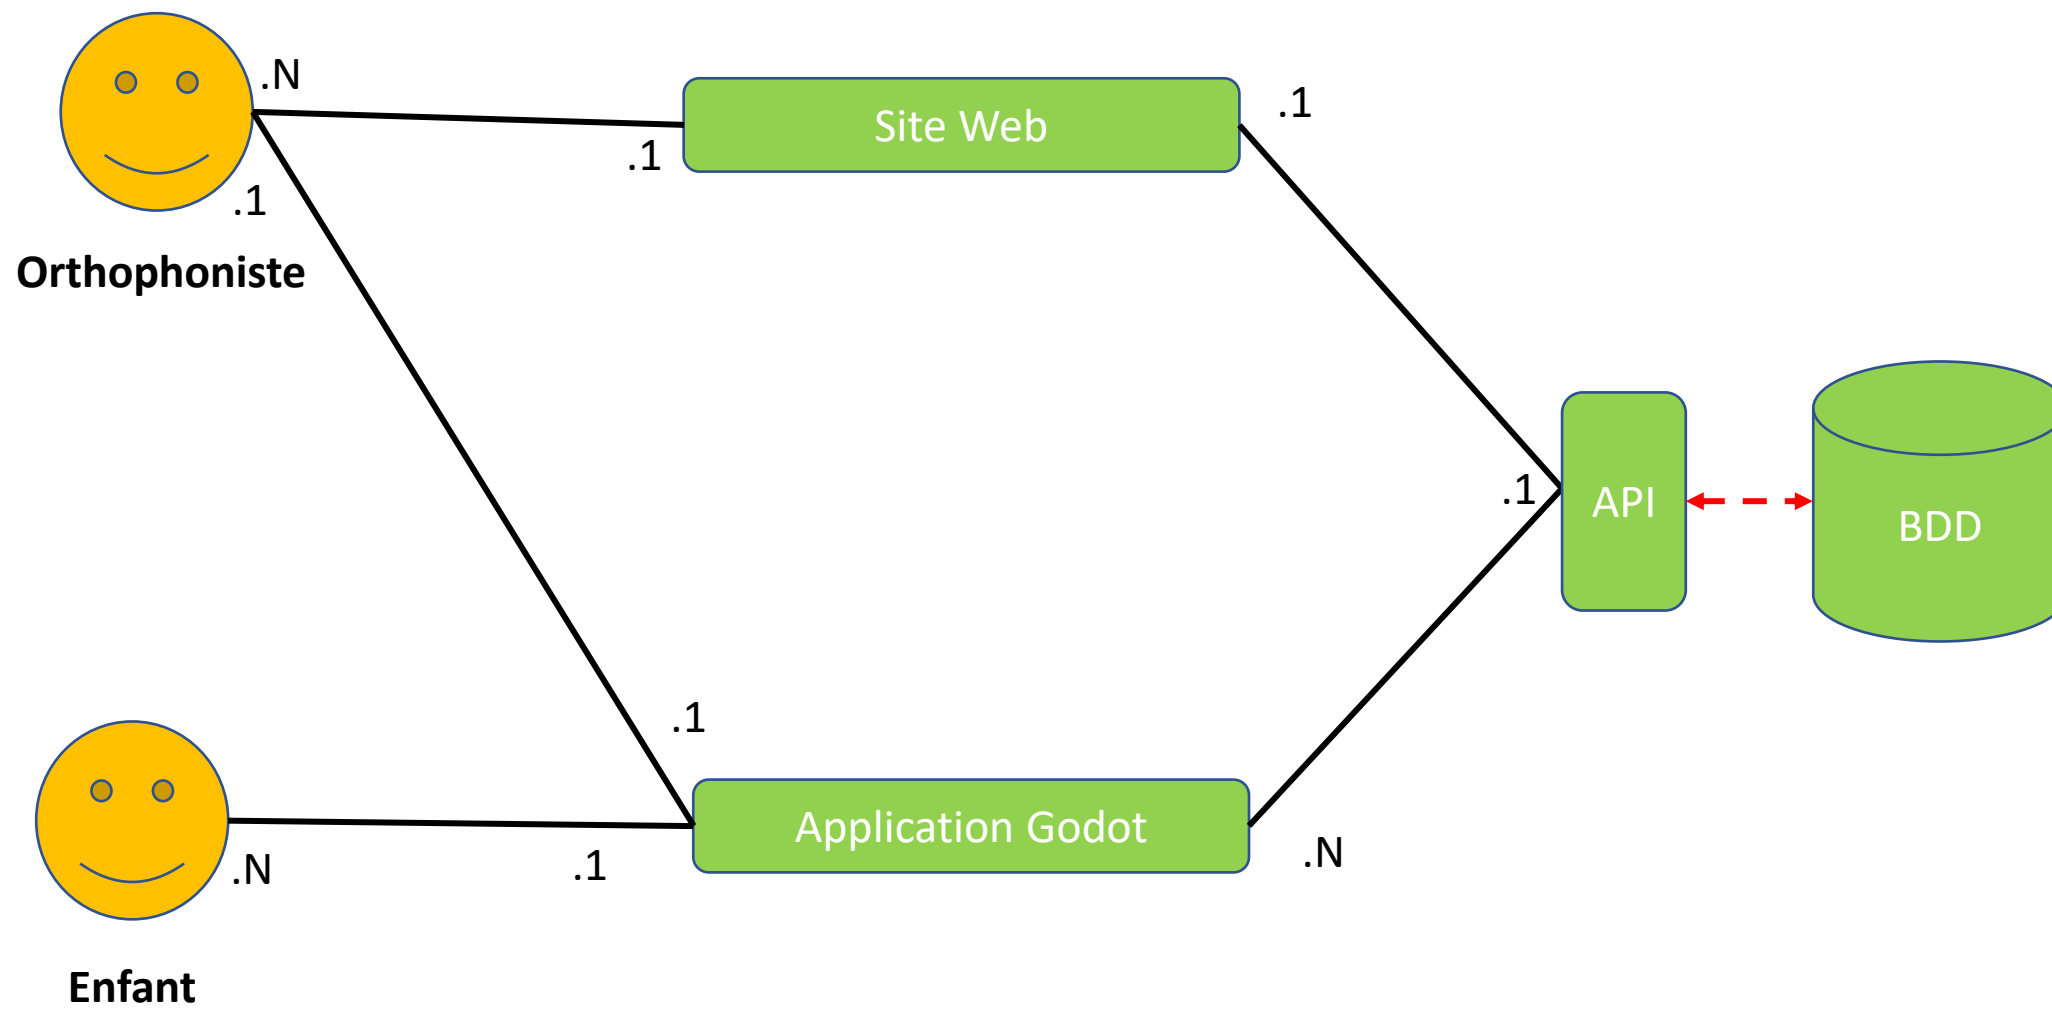 .N
.1
Site Web
.1
.1
Orthophoniste
.1
API
BDD
.1
Application Godot
.N
.1
.N
Enfant